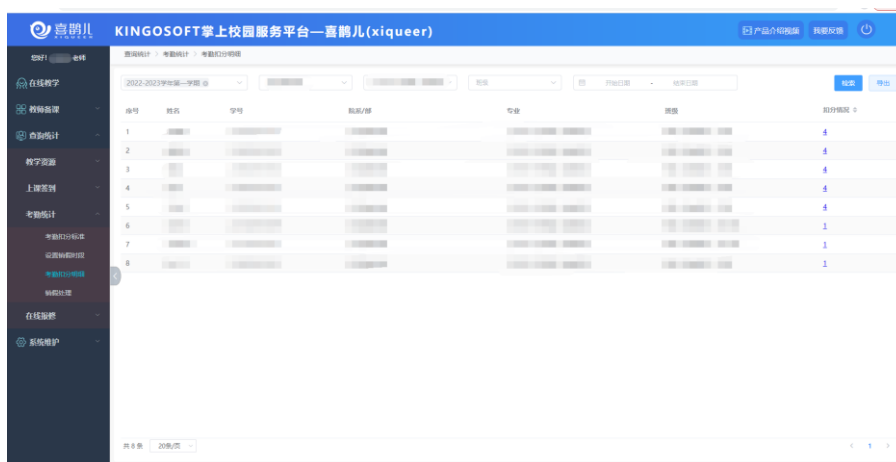 喜鹊儿
XIQUEER
KINGOSOFT掌上校园服务平台—喜鹊儿(xiqueer)
产品介绍视频
我要反馈
您好! 老师
查询统计 > 考勤统计 > 考勤扣分明细
在线教学
教师备课
查询统计
教学资源
上课签到
考勤统计
考勤扣分标准
设置销假时段
考勤扣分明细
销假处理
在线报修
系统维护
2022-2023学年第一学期
班级
开始日期 - 结束日期
检索
导出
序号 姓名 学号 院系/部 专业 班级 扣分情况
1 4
2 4
3 4
4 4
5 4
6 1
7 1
8 1
共 8 条 20条/页
< 1 >